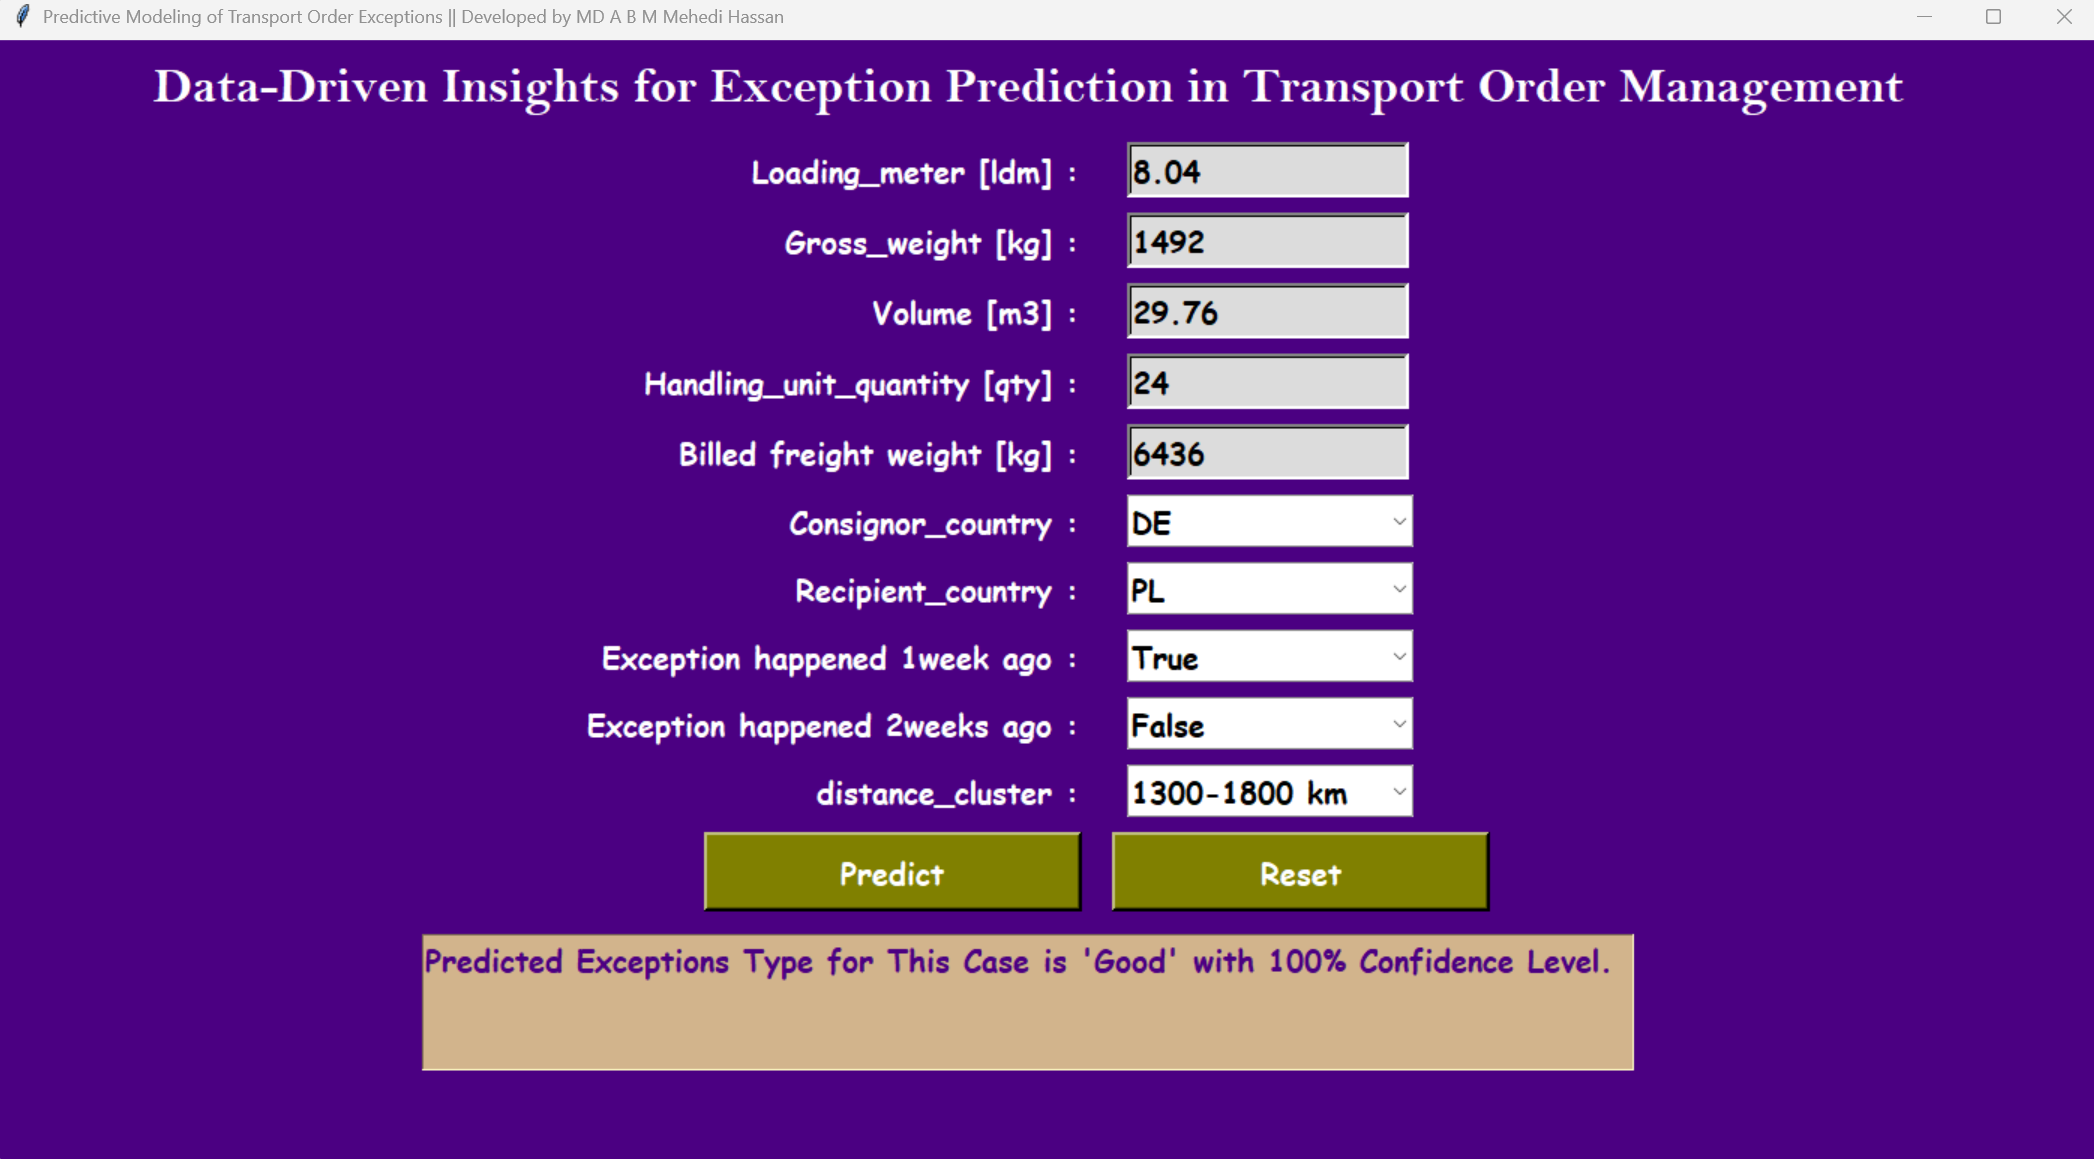 Predictive Modeling of Transport Order Exceptions || Developed by MD A B M Mehedi Hassan
Data-Driven Insights for Exception Prediction in Transport Order Management
Loading_meter [ldm] : 8.04
Gross_weight [kg] : 1492
Volume [m3] : 29.76
Handling_unit_quantity [qty] : 24
Billed freight weight [kg] : 6436
Consignor_country : DE
Recipient_country : PL
Exception happened 1week ago : True
Exception happened 2weeks ago : False
distance_cluster : 1300-1800 km
Predict Reset
Predicted Exceptions Type for This Case is 'Good' with 100% Confidence Level.